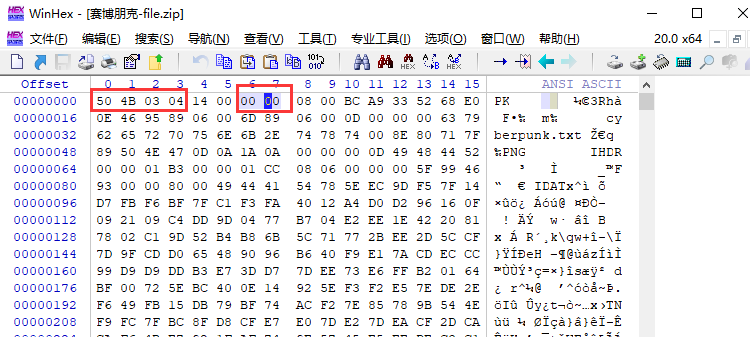 WinHex - [赛博朋克-file.zip]
文件(F) 编辑(E) 搜索(S) 导航(N) 查看(V) 工具(T) 专业工具(I) 选项(O) 窗口(W) 帮助(H) 20.0 x64
Offset 0 1 2 3 4 5 6 7 8 9 10 11 12 13 14 15 ANSI ASCII
00000000 50 4B 03 04 14 00 00 00 08 00 BC A9 33 52 68 E0 PK ¼©3Rhà
00000016 0E 46 95 89 06 00 6D 89 06 00 0D 00 00 00 63 79 F•‰ m‰ cy
00000032 62 65 72 70 75 6E 6B 2E 74 78 74 00 8E 80 71 7F berpunk.txt Ž€q
00000048 89 50 4E 47 0D 0A 1A 0A 00 00 00 0D 49 48 44 52 ‰PNG IHDR
00000064 00 00 01 B3 00 00 01 CC 08 06 00 00 00 5F 99 46 ³ Ì _™F
00000080 93 00 00 80 00 49 44 41 54 78 5E EC 9D F5 7F 14 “ € IDATx^ì õ
00000096 D7 FB F6 BF 7F C1 F3 FA 40 12 A4 D0 D2 96 16 0F ×ûö¿ Áóú@ ¤ÐÒ–
00000112 09 21 09 C4 DD 9D 04 77 B7 04 E2 EE 1E 42 20 81 ! ÄÝ w· âî B
00000128 78 02 C1 9D 52 B4 B8 6B 5C 71 77 2B EE 2D 5C CF x Á R´¸k\qw+î-\Ï
00000144 7D 9F CD D0 65 48 90 96 B6 40 F9 E1 7A CD EC CC }ŸÍÐeH –¶@ùázÍìÌ
00000160 99 D9 D9 DD B3 E7 3D D7 7D EE 73 E6 FF B2 01 64 ™ÙÙÝ³ç=×}îsæÿ² d
00000176 BF 00 72 5E BC 40 0E 14 92 5E F3 F2 E5 7E DE 2E ¿ r^¼@ ’^óòå~Þ.
00000192 F6 49 FB 15 DB 79 BF 74 AC F2 7E 85 78 9B 54 4E öIû Ûy¿t¬ò~…x›TN
00000208 F9 FC 7F BC 8F D8 CF E7 E0 7D E2 7D EA CF 2D CA ùü ¼ ØÏçà}â}êÏ-Ê